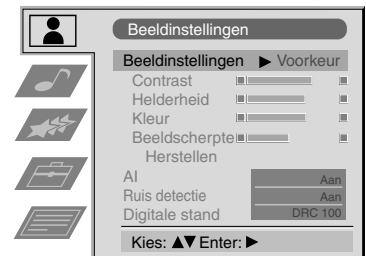 Beeldinstellingen
Beeldinstellingen ▶ Voorkeur
Contrast
Helderheid
Kleur
Beeldscherpte
Herstellen
AI Aan
Ruis detectie Aan
Digitale stand DRC 100
Kies: ▲▼ Enter: ▶